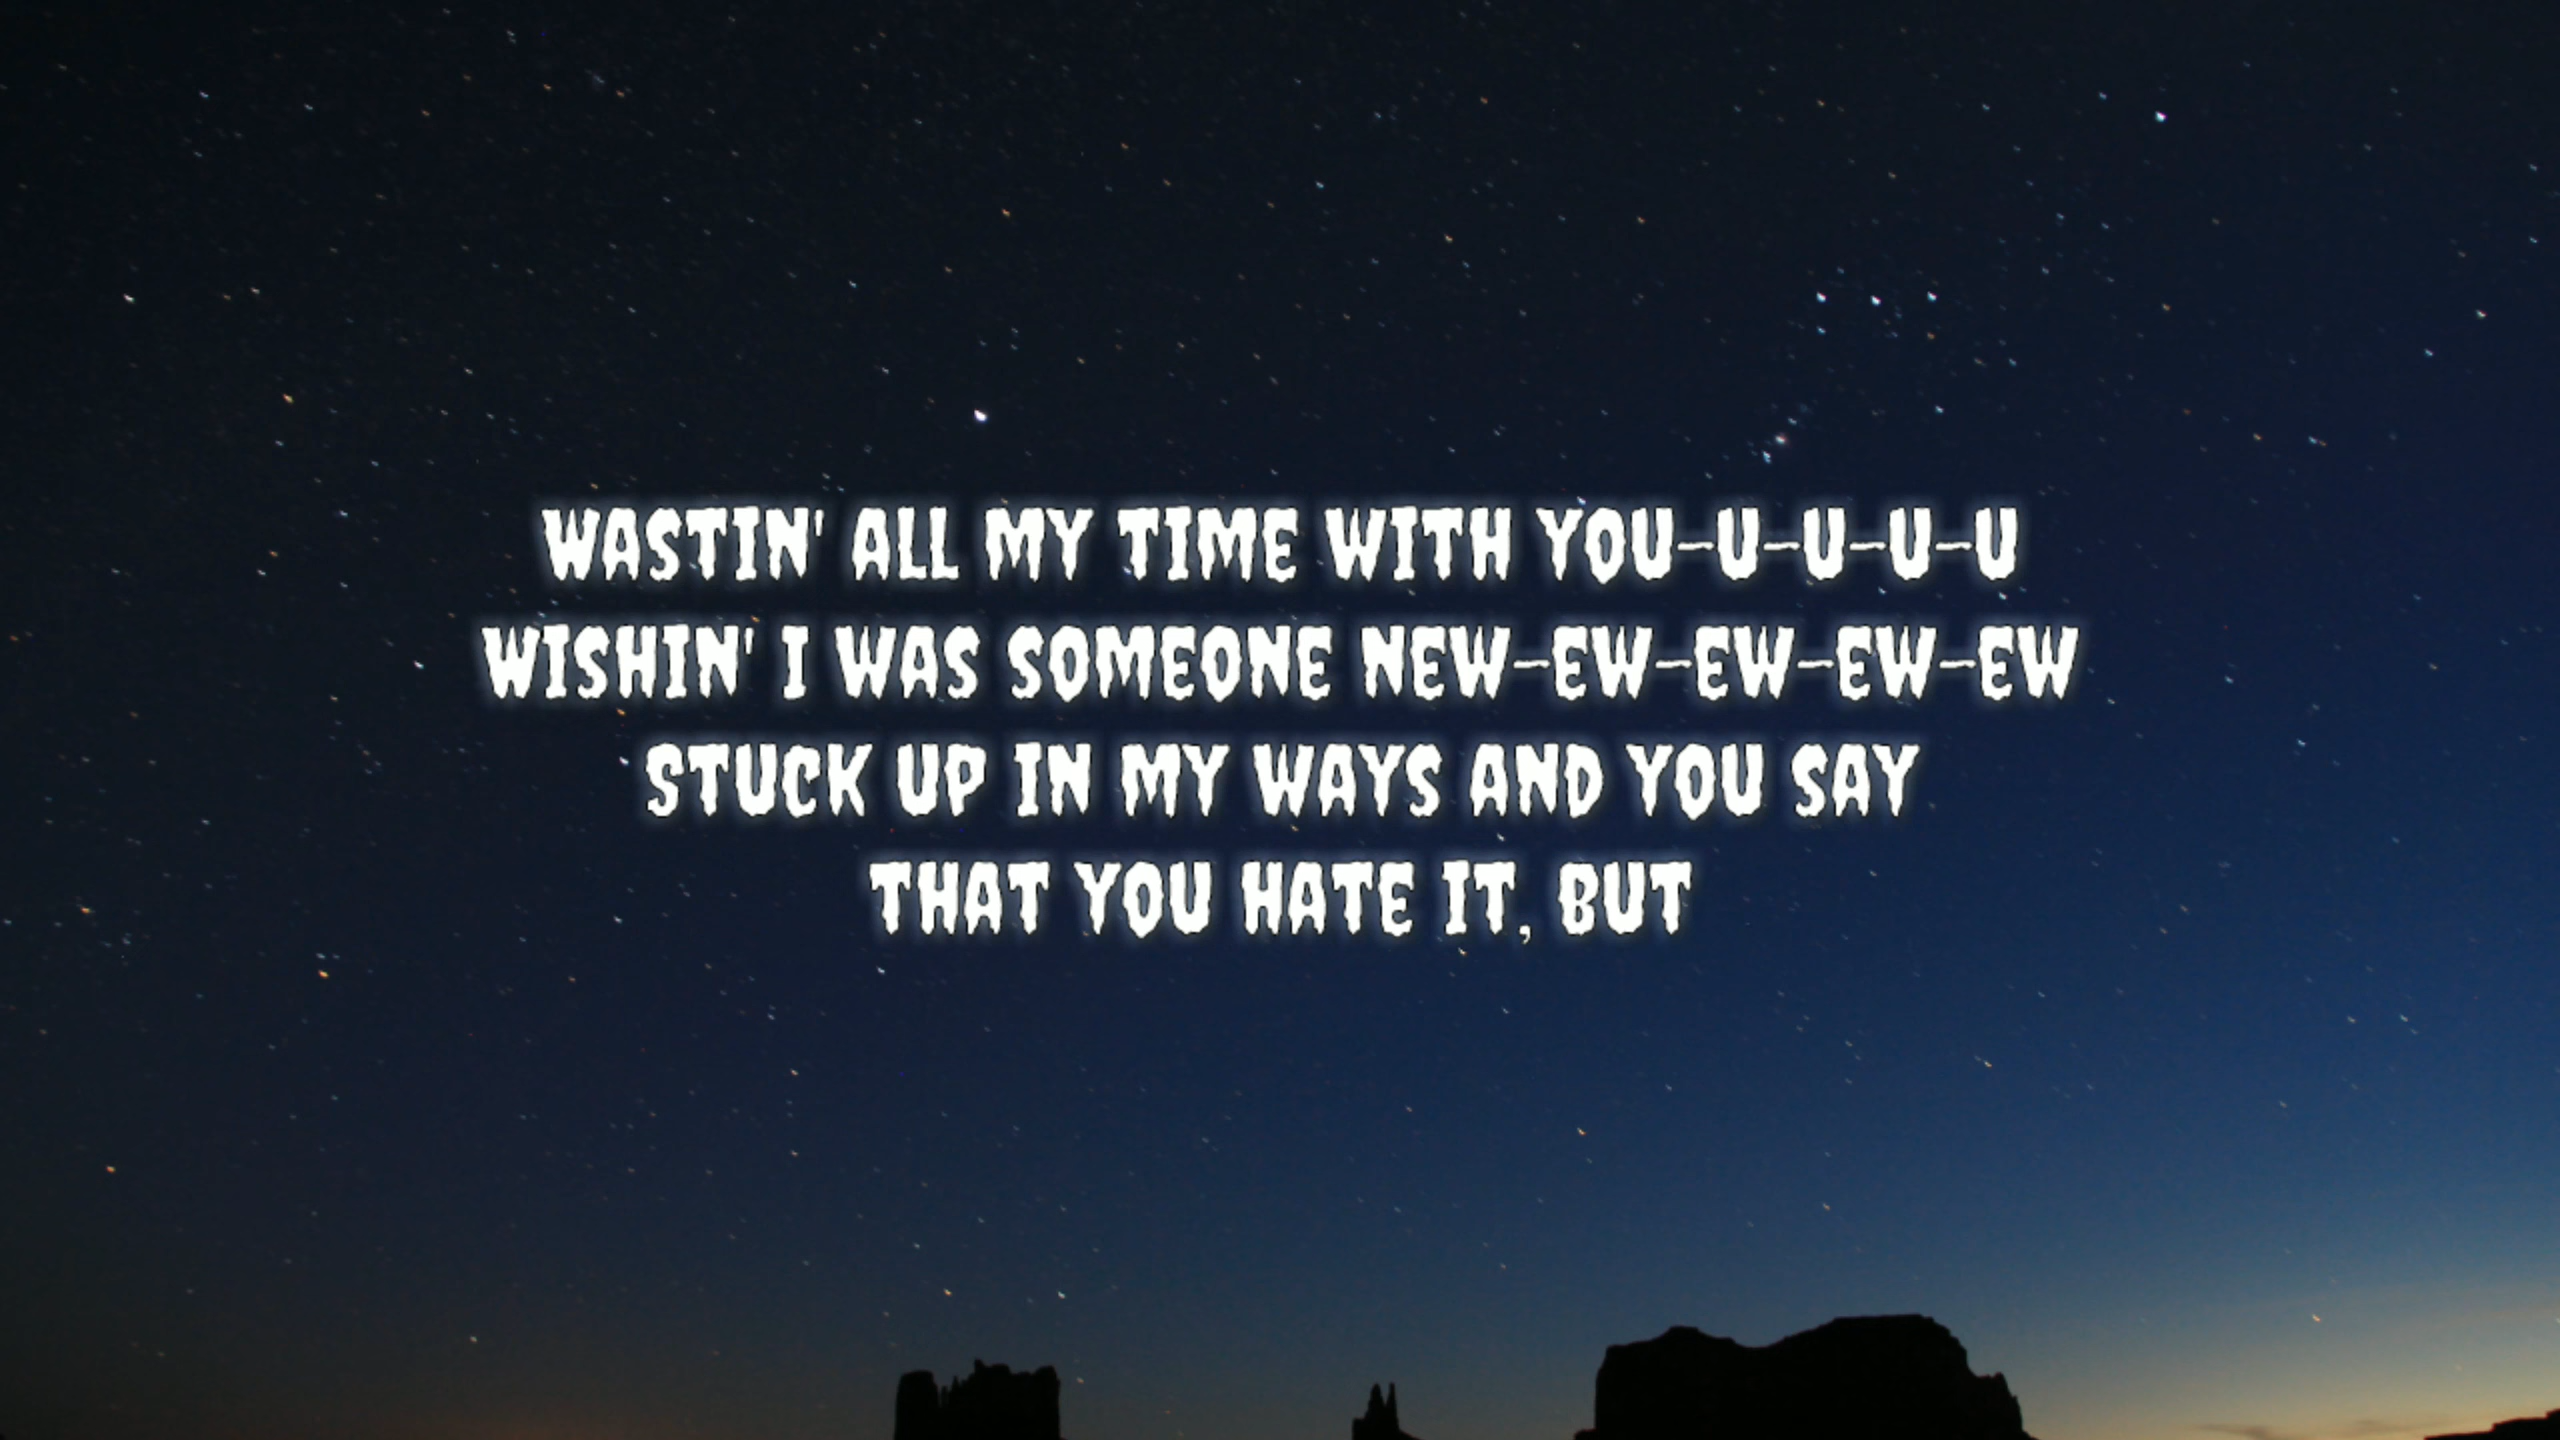 WASTIN' ALL MY TIME WITH YOU-U-U-U-U
WISHIN' I WAS SOMEONE NEW-EW-EW-EW-EW
STUCK UP IN MY WAYS AND YOU SAY
THAT YOU HATE IT, BUT